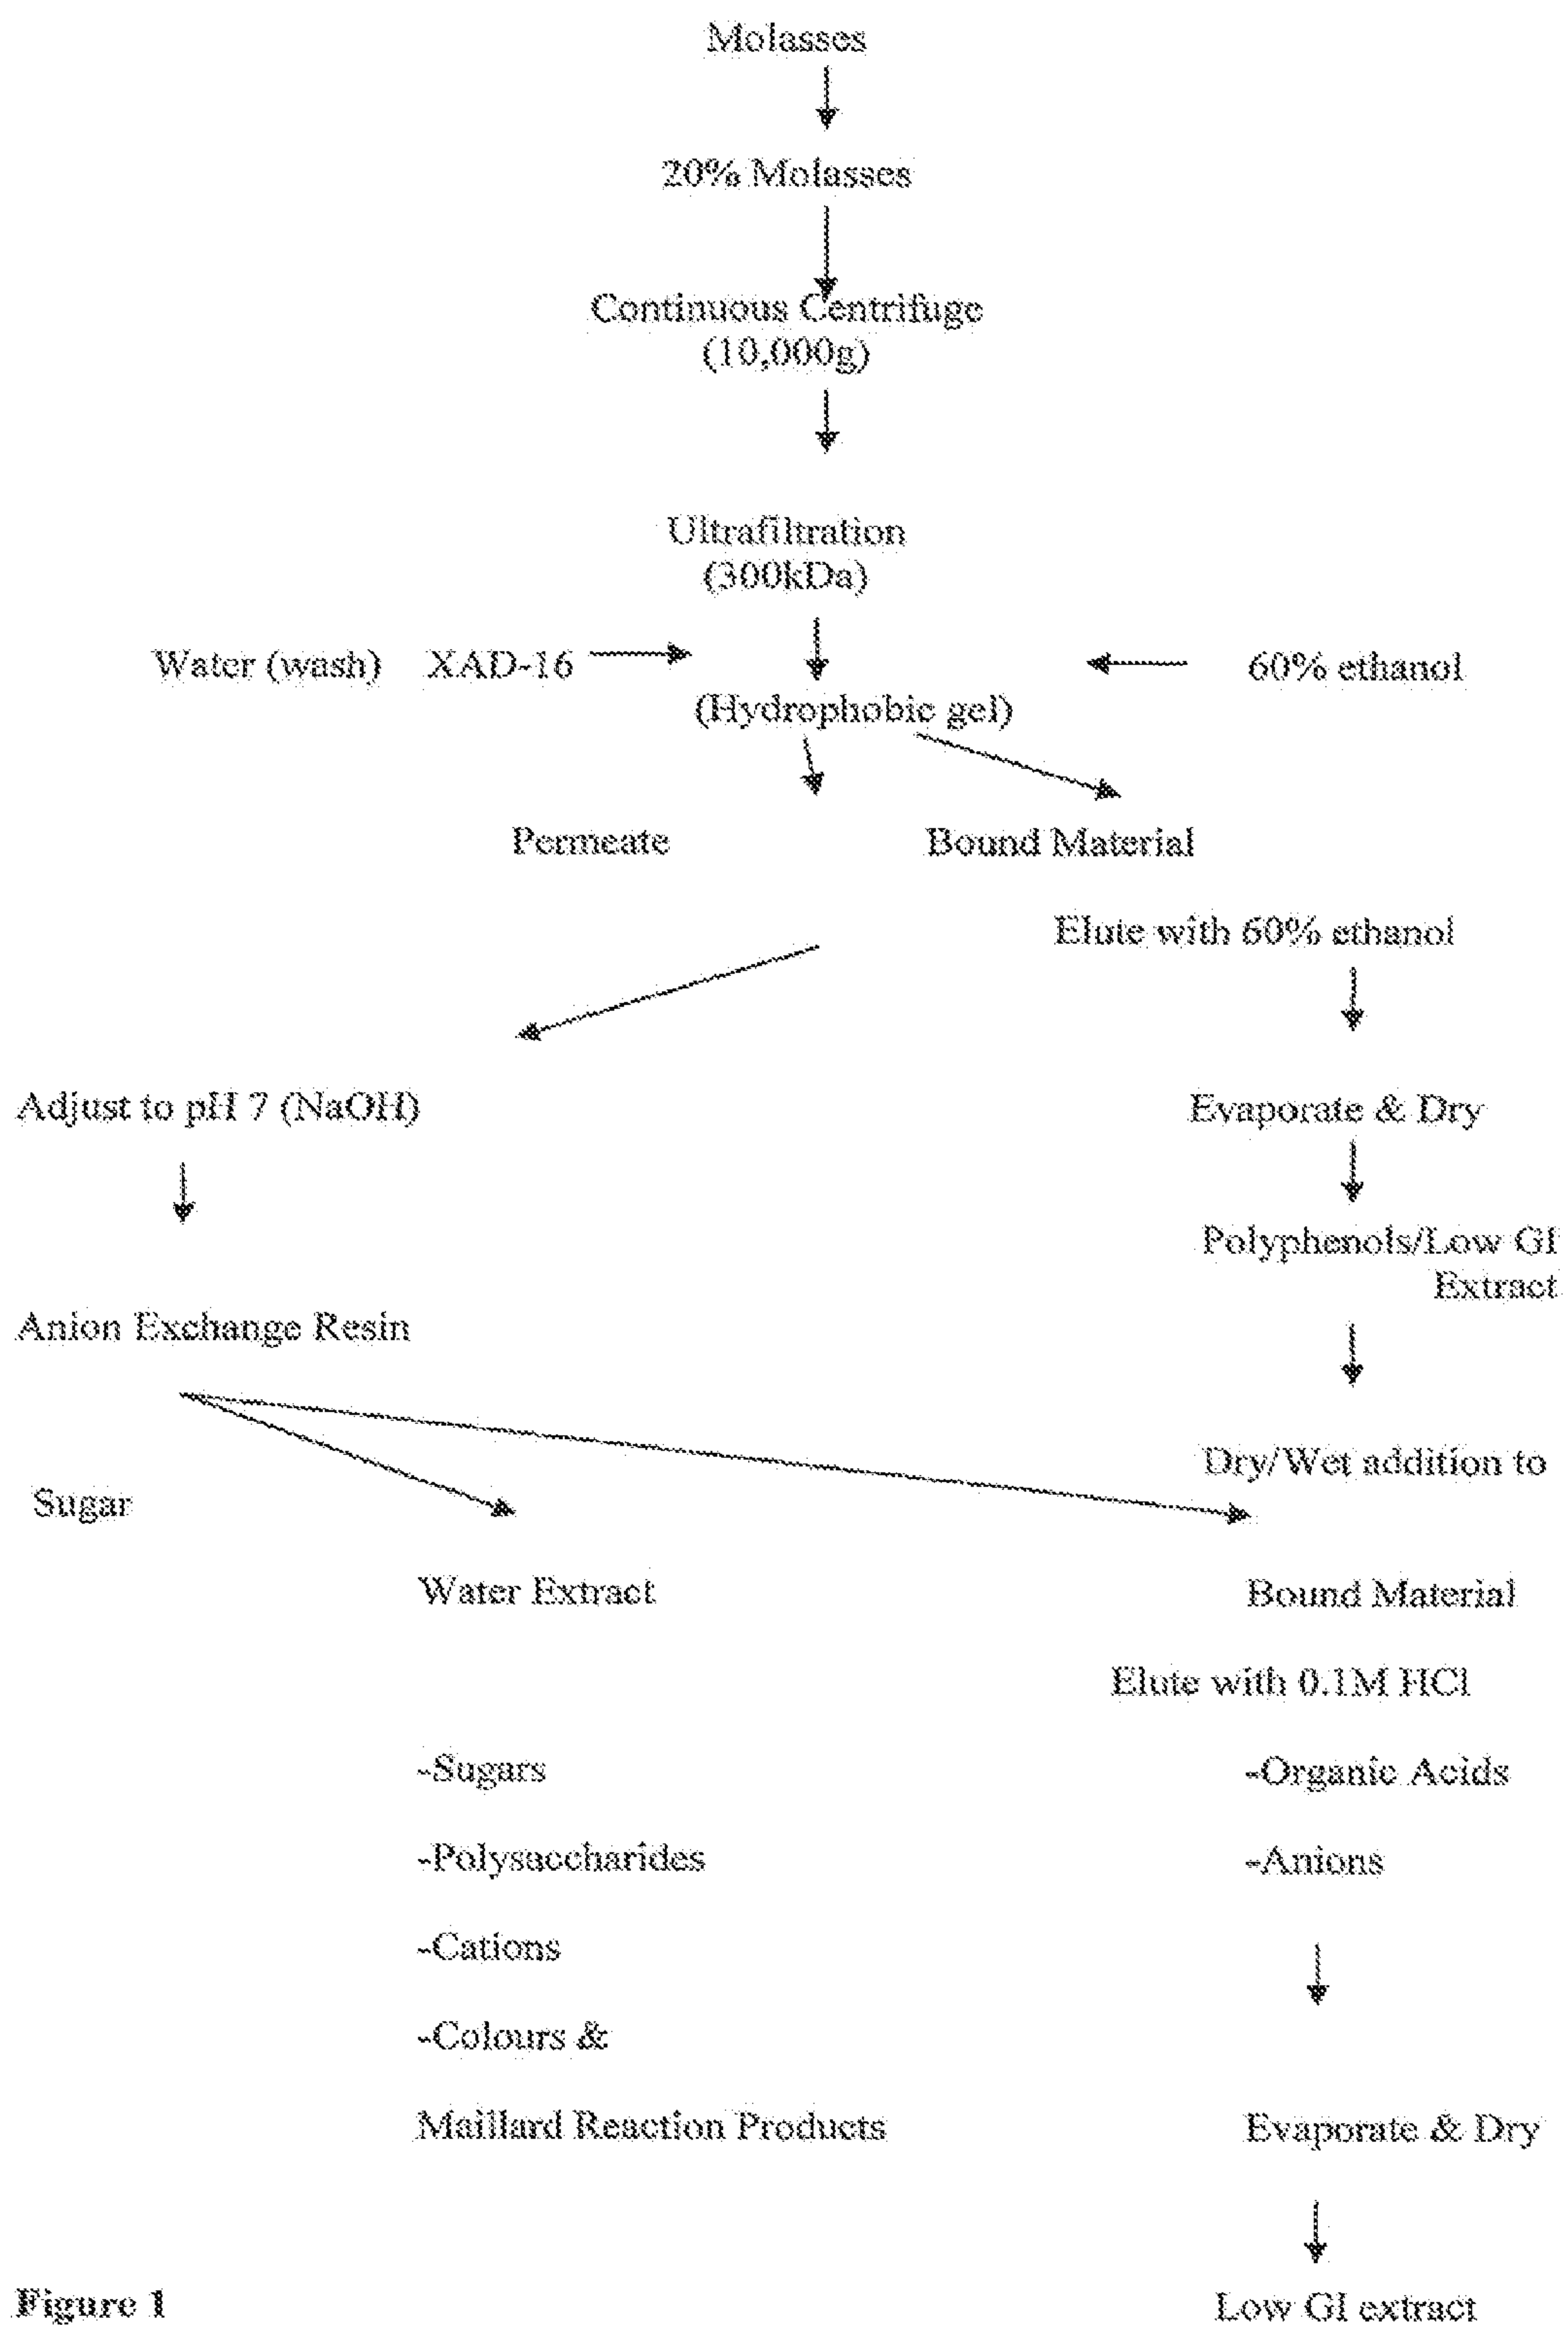 Molasses
20% Molasses
Continuous Centrifuge
(10,000g)
Ultrafiltration
(300kDa)
Water (wash) XAD-16
60% ethanol
(Hydrophobic gel)
Permeate
Bound Material
Elute with 60% ethanol
Adjust to pH 7 (NaOH)
Evaporate & Dry
Polyphenols/Low GI
Extract
Anion Exchange Resin
Dry/Wet addition to
Sugar
Water Extract
Bound Material
Elute with 0.1M HCl
-Sugars
-Organic Acids
-Polysaccharides
-Anions
-Cations
-Colours &
Maillard Reaction Products
Evaporate & Dry
Low GI extract
Figure 1